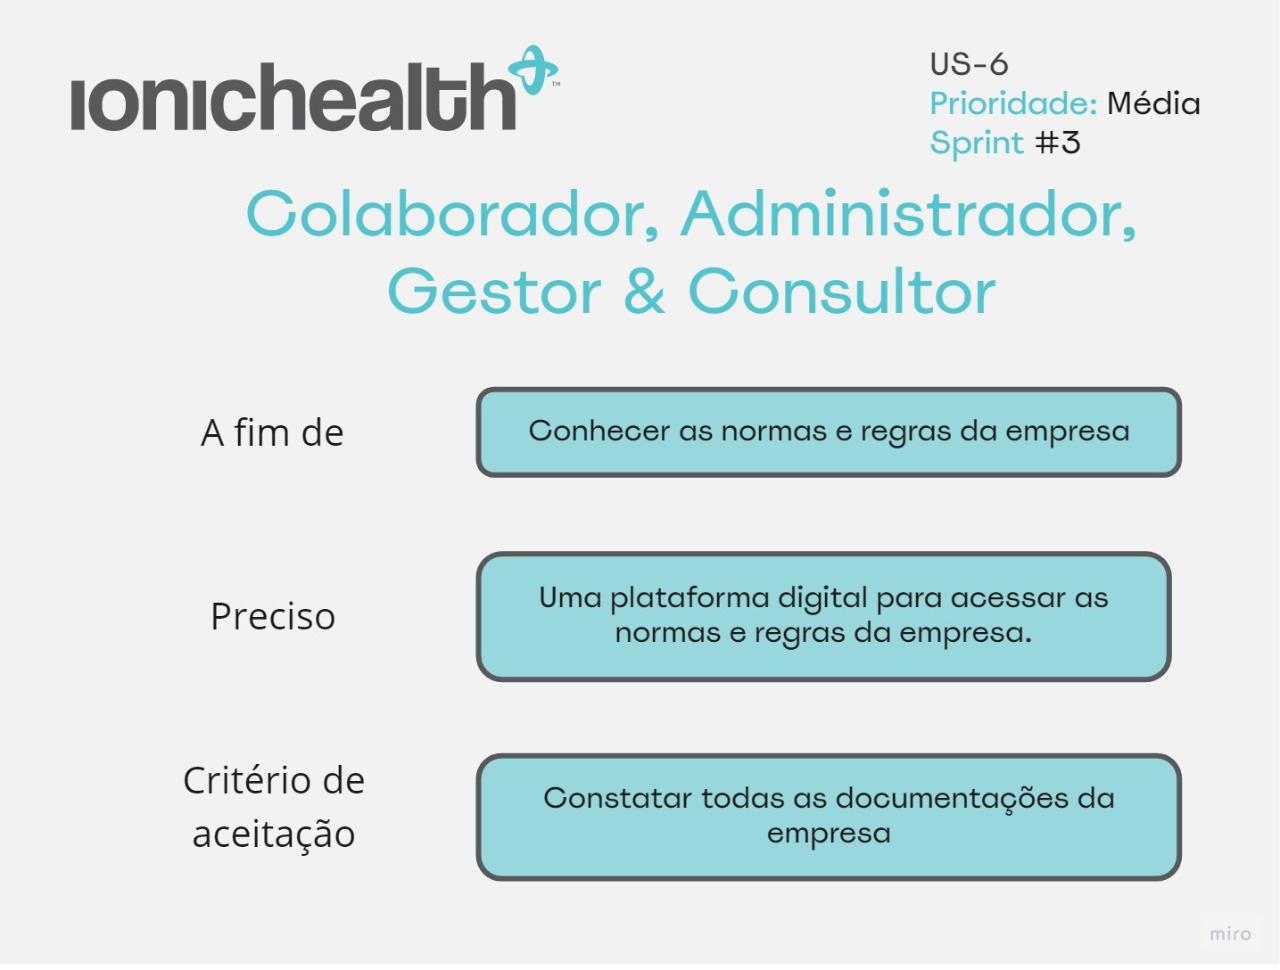 ıonıchealth
™
US-6
Prioridade: Média
Sprint #3
Colaborador, Administrador,
Gestor & Consultor
A fim de
Conhecer as normas e regras da empresa
Preciso
Uma plataforma digital para acessar as
normas e regras da empresa.
Critério de
aceitação
Constatar todas as documentações da
empresa
miro